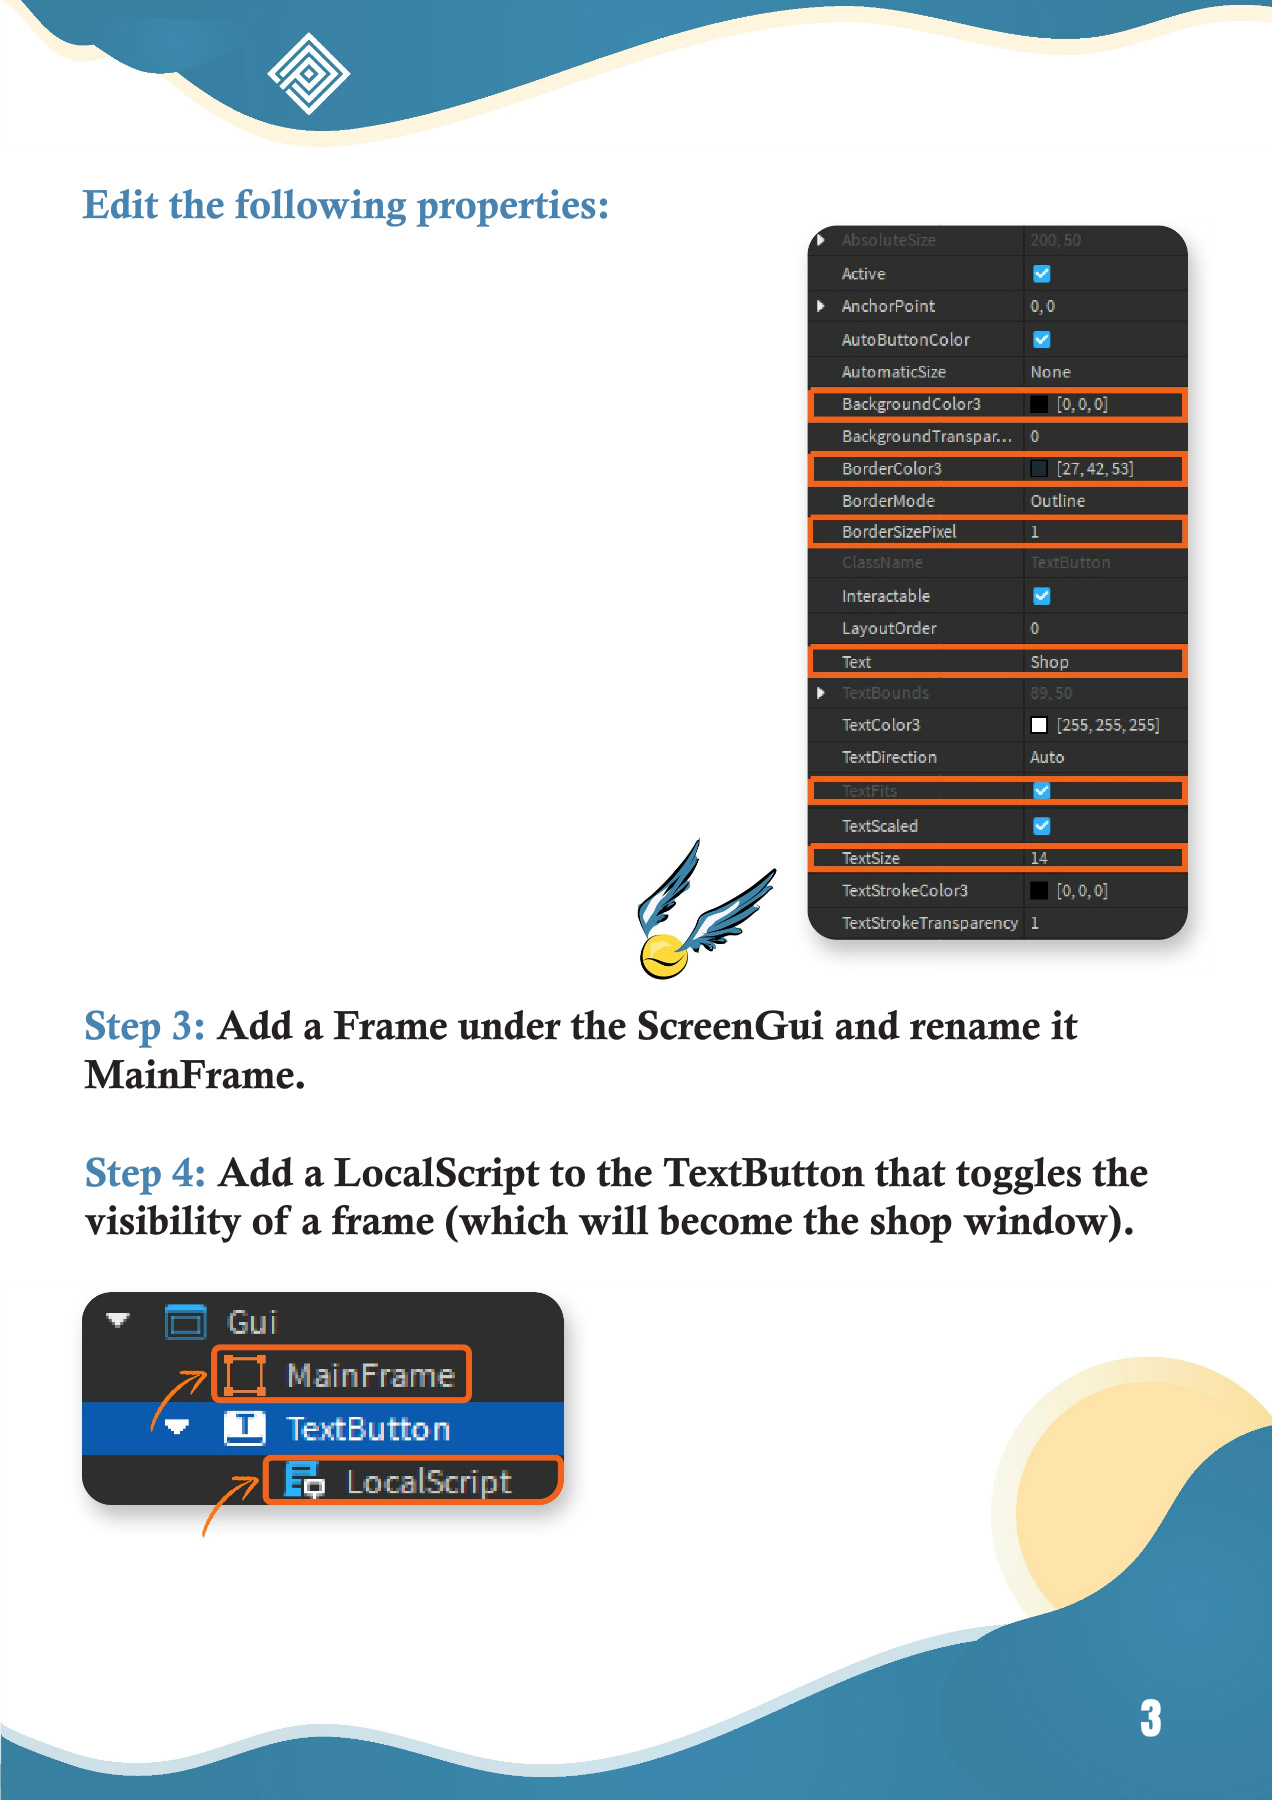 Edit the following properties:
AbsoluteSize 200, 50
Active
AnchorPoint 0, 0
AutoButtonColor
AutomaticSize None
BackgroundColor3 [0, 0, 0]
BackgroundTranspar... 0
BorderColor3 [27, 42, 53]
BorderMode Outline
BorderSizePixel 1
ClassName TextButton
Interactable
LayoutOrder 0
Text Shop
TextBounds 89, 50
TextColor3 [255, 255, 255]
TextDirection Auto
TextFits
TextScaled
TextSize 14
TextStrokeColor3 [0, 0, 0]
TextStrokeTransparency 1
Step 3: Add a Frame under the ScreenGui and rename it
MainFrame.
Step 4: Add a LocalScript to the TextButton that toggles the
visibility of a frame (which will become the shop window).
Gui
MainFrame
T TextButton
LocalScript
3